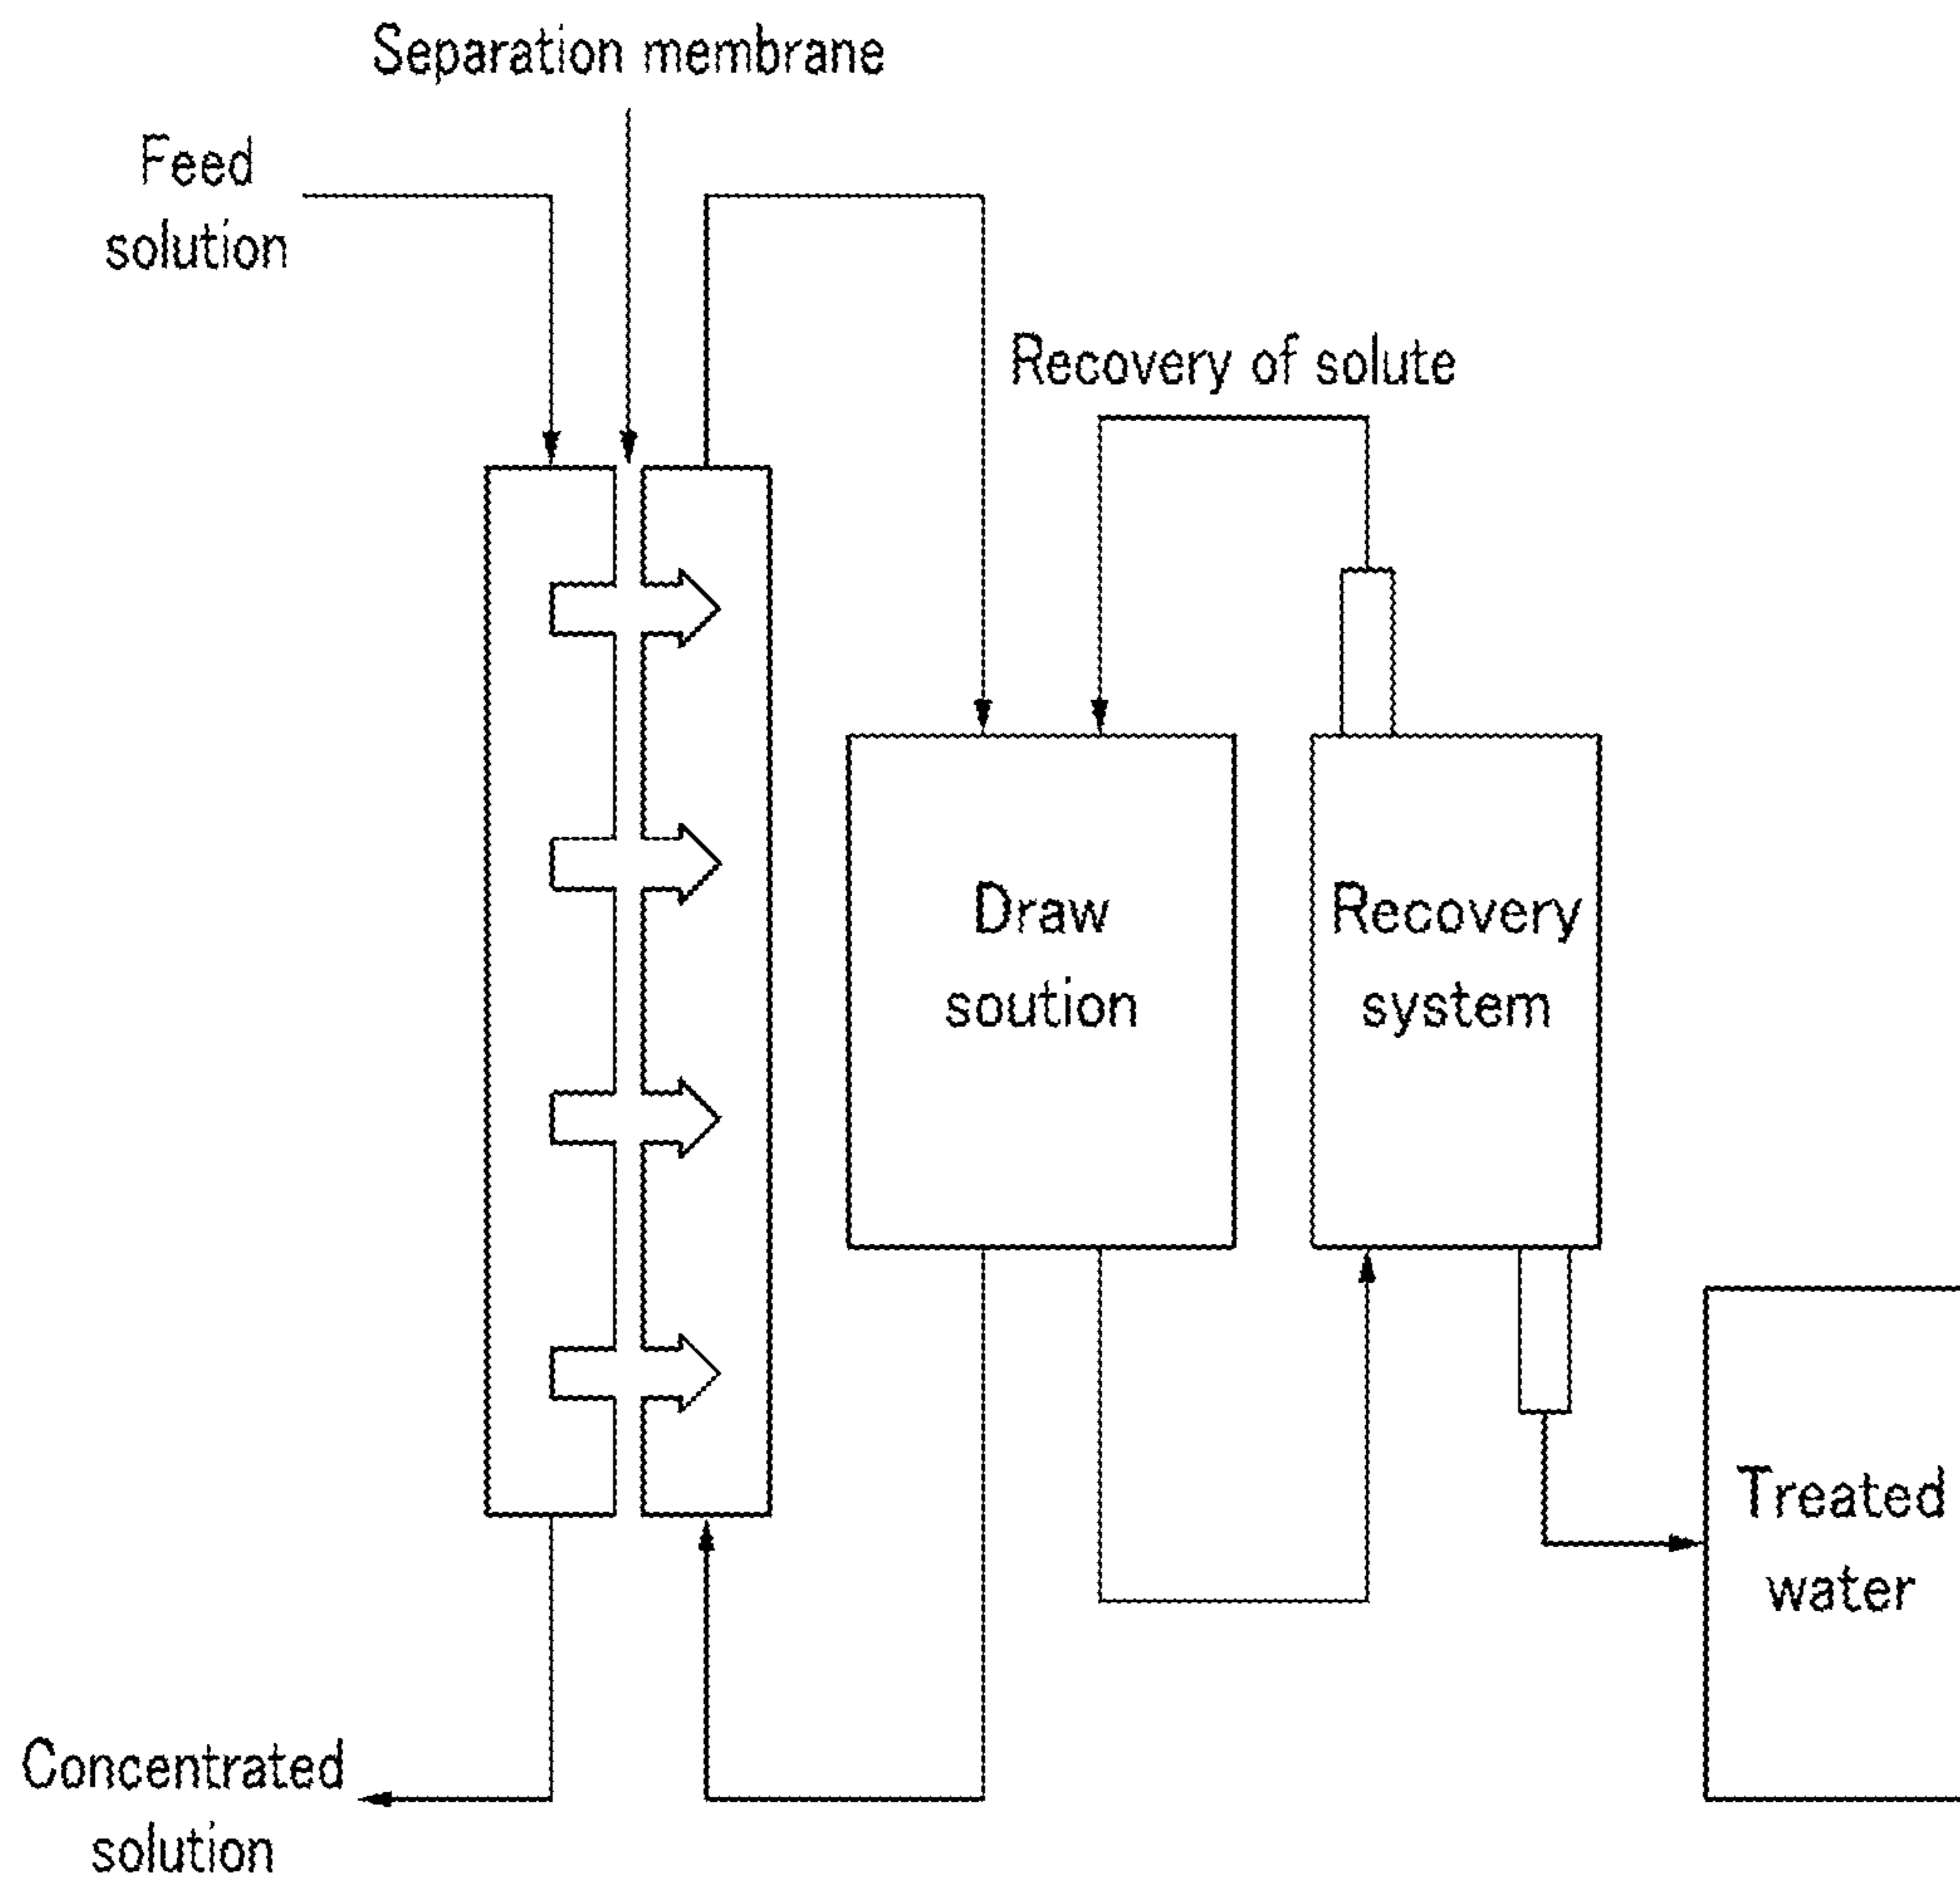 Separation membrane
Feed
solution
Recovery of solute
Draw
soution
Recovery
system
Treated
water
Concentrated
solution